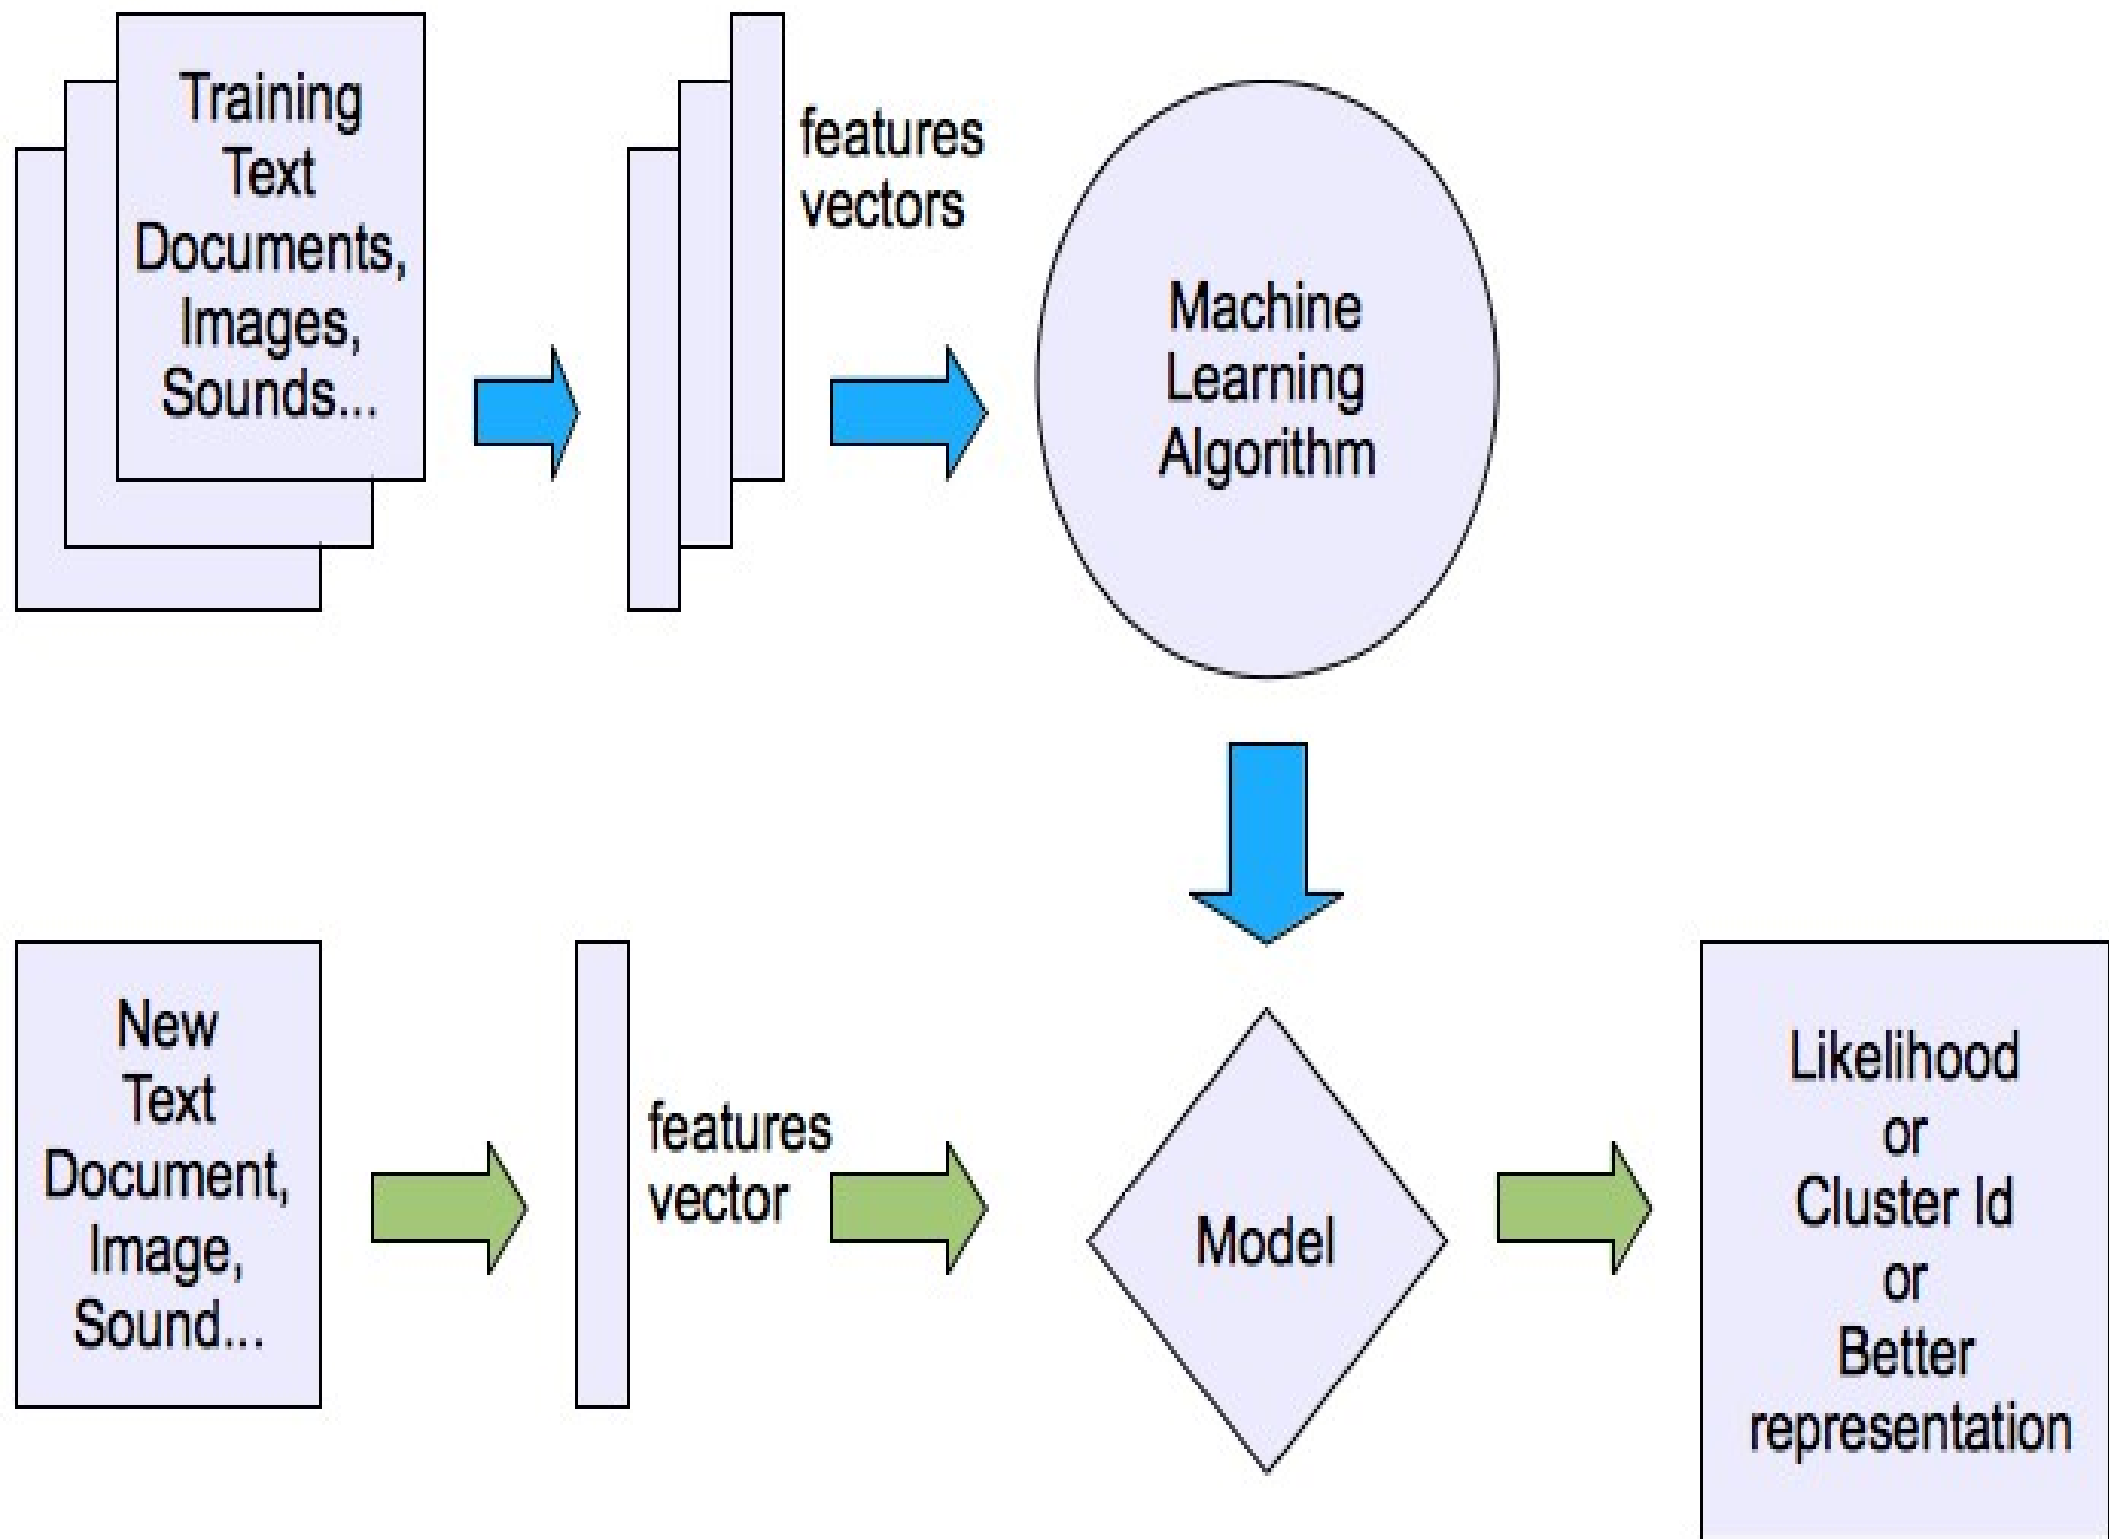 Training
Text
Documents,
Images,
Sounds...
features
vectors
Machine
Learning
Algorithm
New
Text
Document,
Image,
Sound...
features
vector
Model
Likelihood
or
Cluster Id
or
Better
representation